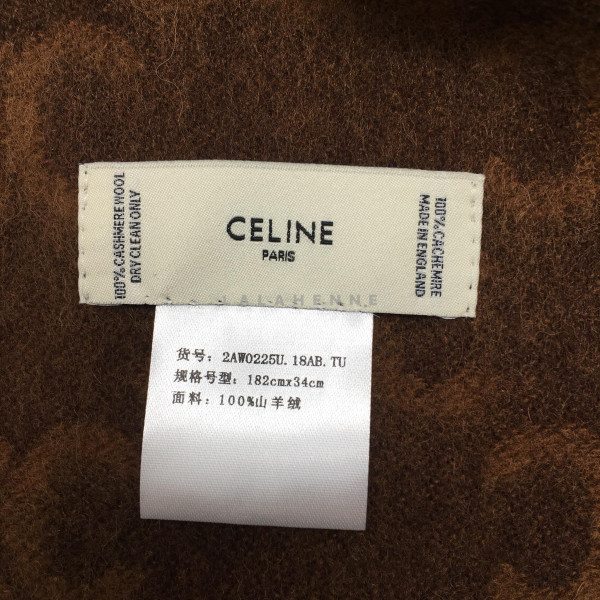 100% CASHMERE WOOL
DRY CLEAN ONLY
CELINE
PARIS
100% CACHEMIRE
MADE IN ENGLAND
LALAHENNE
货号：2AW0225U.18AB.TU
规格号型：182cmx34cm
面料：100%山羊绒